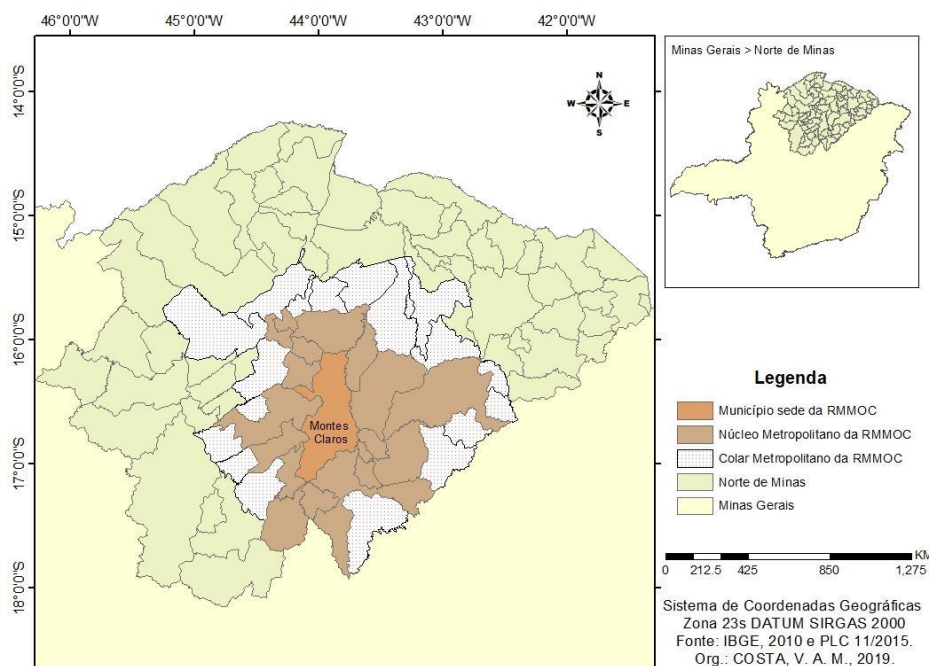 46°0'0"W 45°0'0"W 44°0'0"W 43°0'0"W 42°0'0"W
14°0'0"S
15°0'0"S
16°0'0"S
17°0'0"S
18°0'0"S
N
W E
S
Montes
Claros
Minas Gerais > Norte de Minas
Legenda
Município sede da RMMOC
Núcleo Metropolitano da RMMOC
Colar Metropolitano da RMMOC
Norte de Minas
Minas Gerais
KM
0 212.5 425 850 1,275
Sistema de Coordenadas Geográficas
Zona 23s DATUM SIRGAS 2000
Fonte: IBGE, 2010 e PLC 11/2015.
Org.: COSTA, V. A. M., 2019.